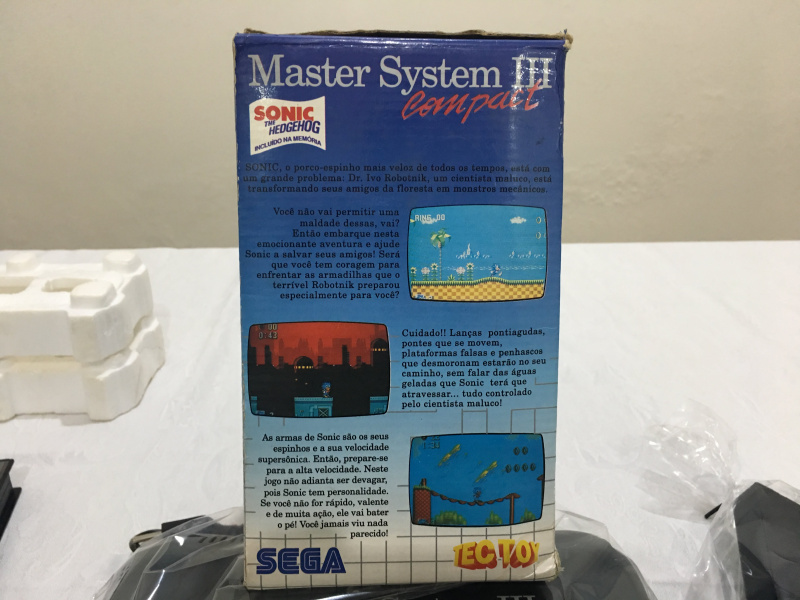 Master System III
Compact
SONIC
THE
HEDGEHOG
INCLUÍDO NA MEMÓRIA
SONIC, o porco-espinho mais veloz de todos os tempos, está com
um grande problema: Dr. Ivo Robotnik, um cientista maluco, está
transformando seus amigos da floresta em monstros mecânicos.
Você não vai permitir uma
maldade dessas, vai?
Então embarque nesta
emocionante aventura e ajude
Sonic a salvar seus amigos! Será
que você tem coragem para
enfrentar as armadilhas que o
terrível Robotnik preparou
especialmente para você?
RING 00
00
0:43
Cuidado!! Lanças pontiagudas,
pontes que se movem,
plataformas falsas e penhascos
que desmoronam estarão no seu
caminho, sem falar das águas
geladas que Sonic terá que
atravessar... tudo controlado
pelo cientista maluco!
As armas de Sonic são os seus
espinhos e a sua velocidade
supersônica. Então, prepare-se
para a alta velocidade. Neste
jogo não adianta ser devagar,
pois Sonic tem personalidade.
Se você não for rápido, valente
e de muita ação, ele vai bater
o pé! Você jamais viu nada
parecido!
SEGA
TEC TOY
III